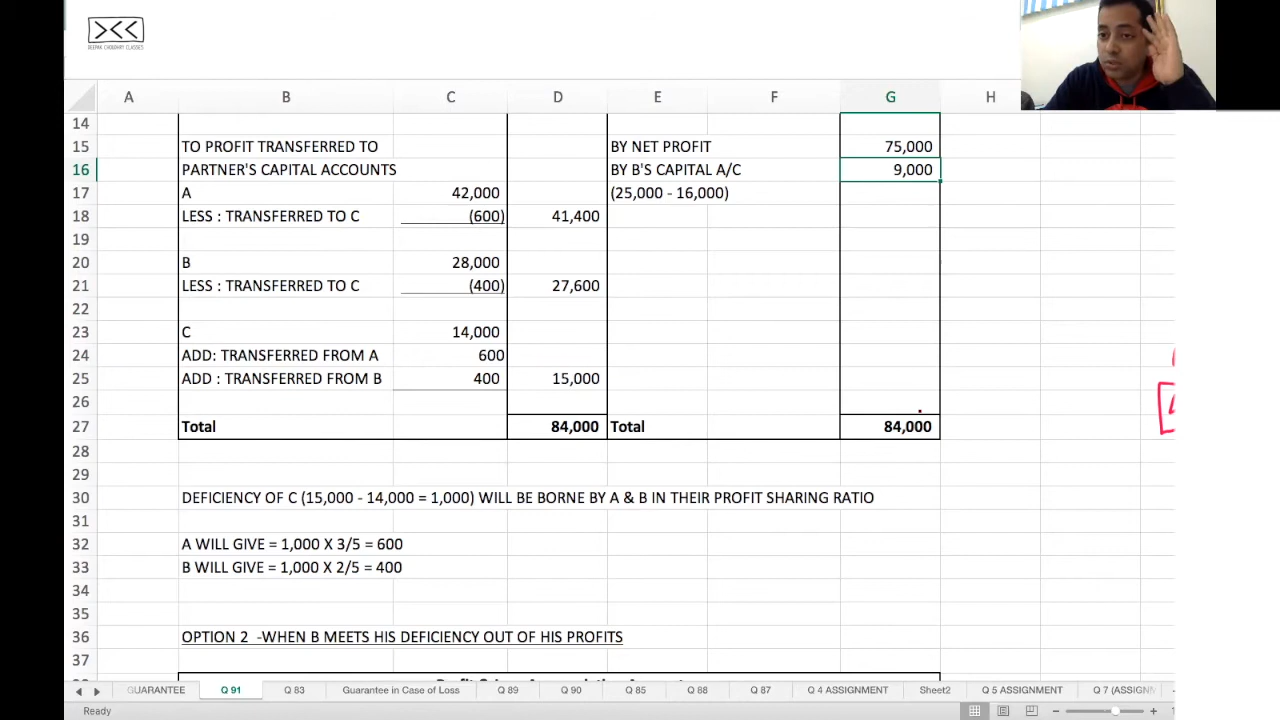 DEEPAK CHOUDHARY CLASSES
A B C D E F G H
14
15 TO PROFIT TRANSFERRED TO BY NET PROFIT 75,000
16 PARTNER'S CAPITAL ACCOUNTS BY B'S CAPITAL A/C 9,000
17 A 42,000 (25,000 - 16,000)
18 LESS : TRANSFERRED TO C (600) 41,400
19
20 B 28,000
21 LESS : TRANSFERRED TO C (400) 27,600
22
23 C 14,000
24 ADD: TRANSFERRED FROM A 600
25 ADD : TRANSFERRED FROM B 400 15,000
26
27 Total 84,000 Total 84,000
28
29
30 DEFICIENCY OF C (15,000 - 14,000 = 1,000) WILL BE BORNE BY A & B IN THEIR PROFIT SHARING RATIO
31
32 A WILL GIVE = 1,000 X 3/5 = 600
33 B WILL GIVE = 1,000 X 2/5 = 400
34
35
36 OPTION 2 -WHEN B MEETS HIS DEFICIENCY OUT OF HIS PROFITS
37
GUARANTEE Q 91 Q 83 Guarantee in Case of Loss Q 89 Q 90 Q 85 Q 88 Q 87 Q 4 ASSIGNMENT Sheet2 Q 5 ASSIGNMENT Q 7 (ASSIGNM
Ready